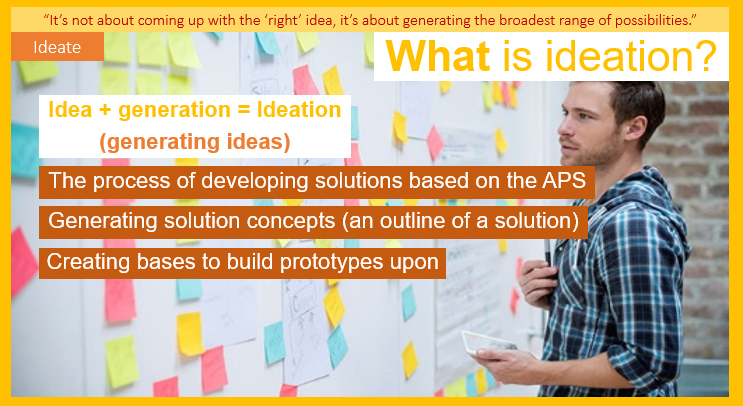 “It’s not about coming up with the ‘right’ idea, it’s about generating the broadest range of possibilities.”
Ideate
What is ideation?
Idea + generation = Ideation
(generating ideas)
The process of developing solutions based on the APS
Generating solution concepts (an outline of a solution)
Creating bases to build prototypes upon